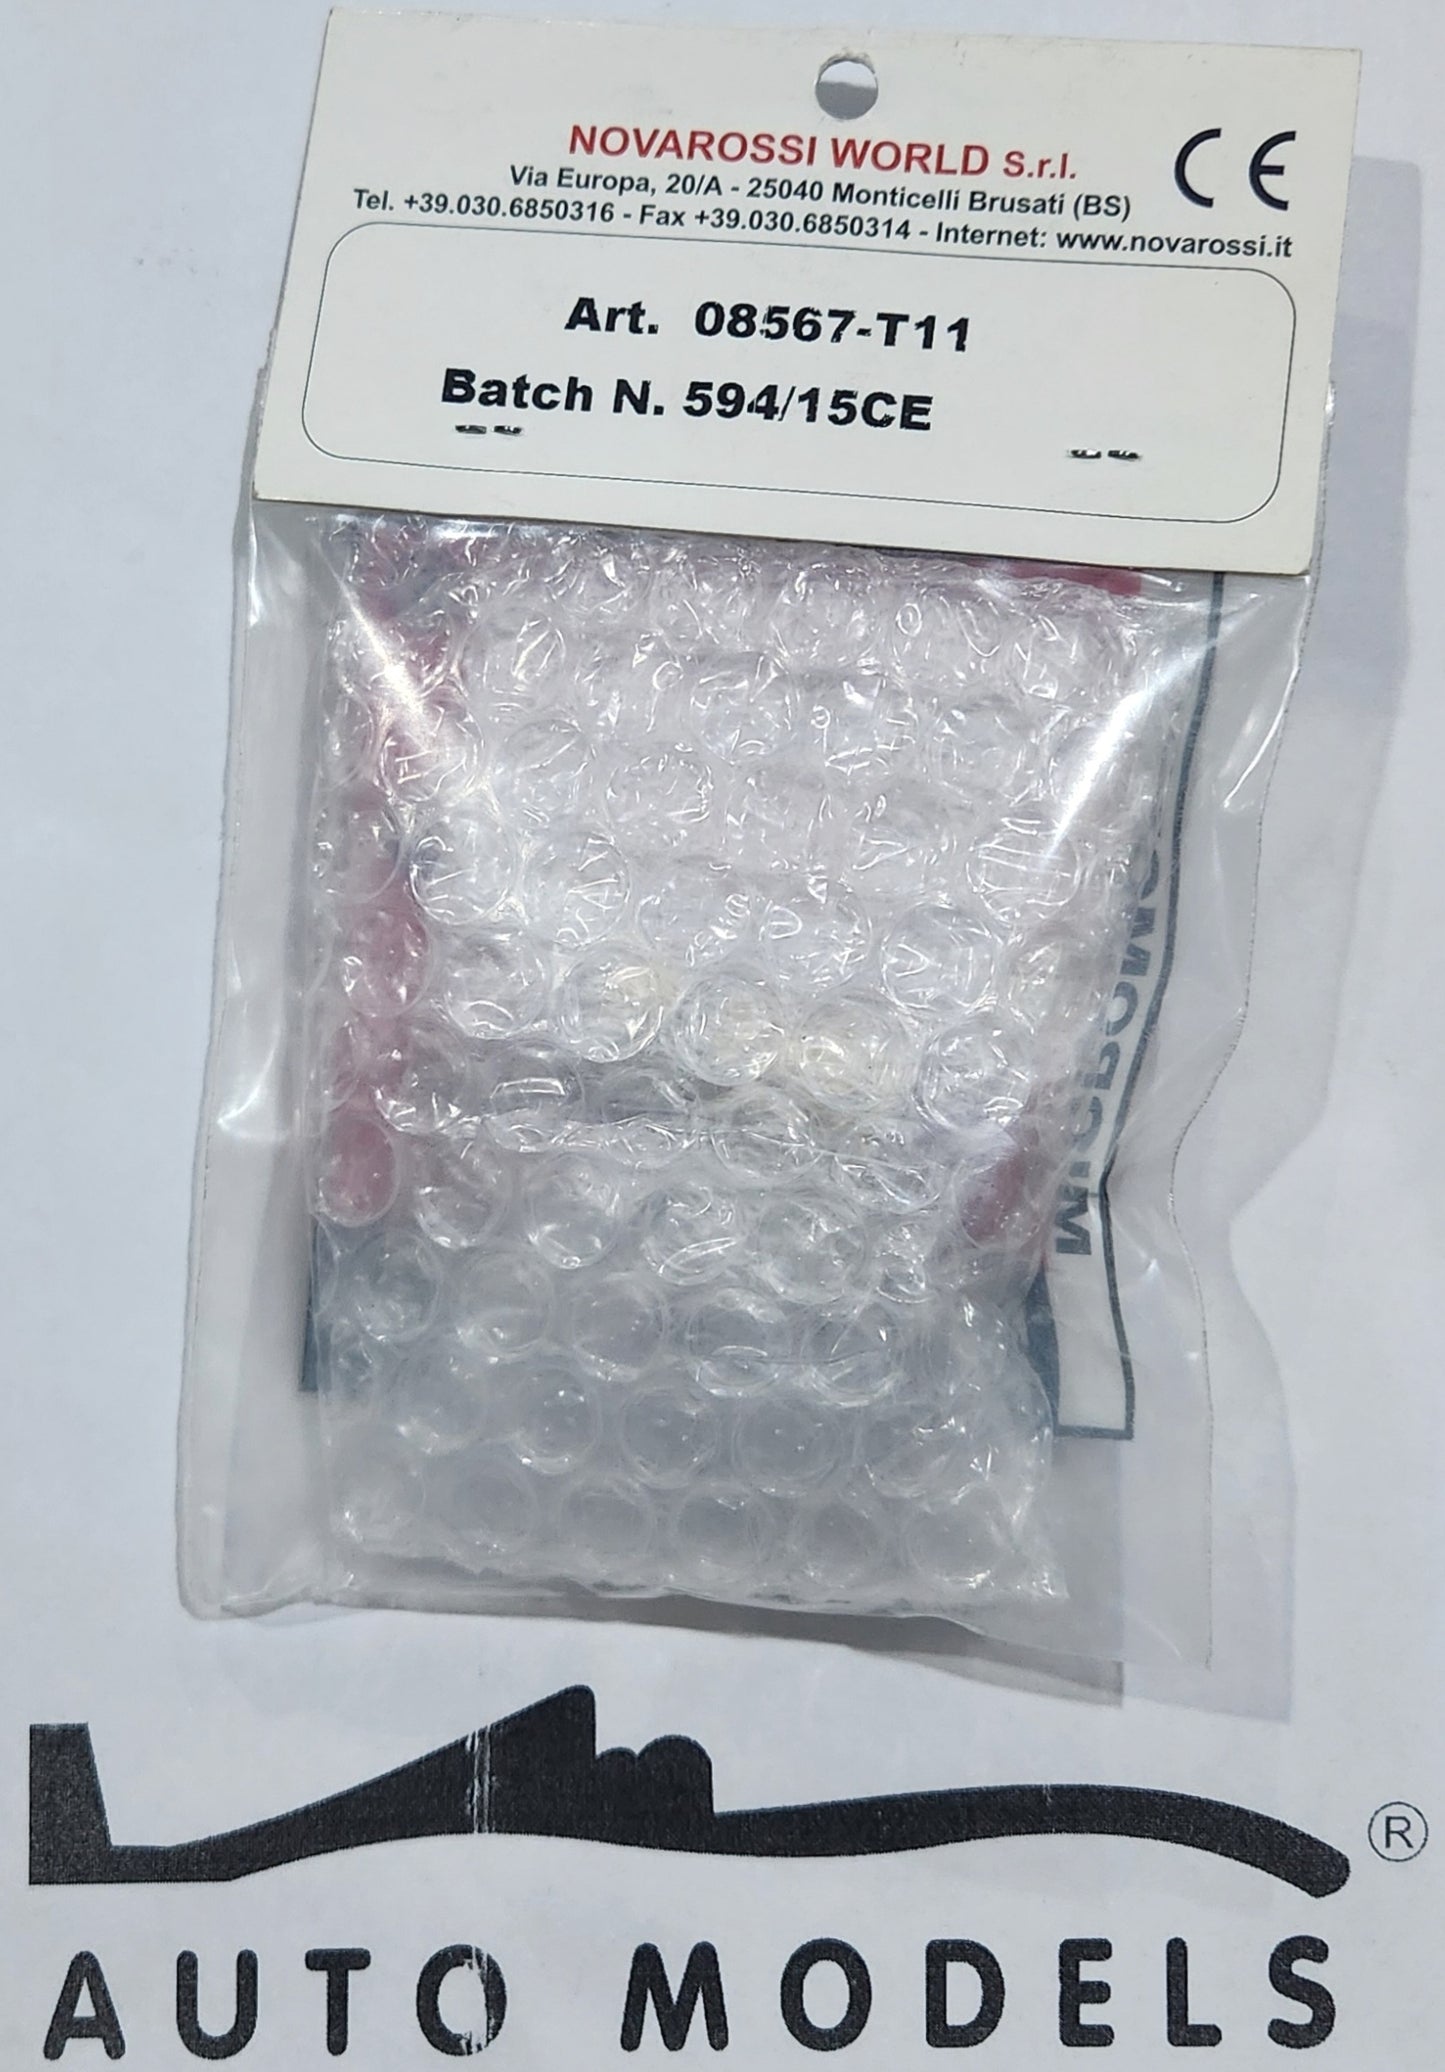 NOVAROSSI WORLD S.r.l.
CE
Via Europa, 20/A - 25040 Monticelli Brusati (BS)
Tel. +39.030.6850316 - Fax +39.030.6850314 - Internet: www.novarossi.it
Art. 08567-T11
Batch N. 594/15CE
®
AUTO MODELS